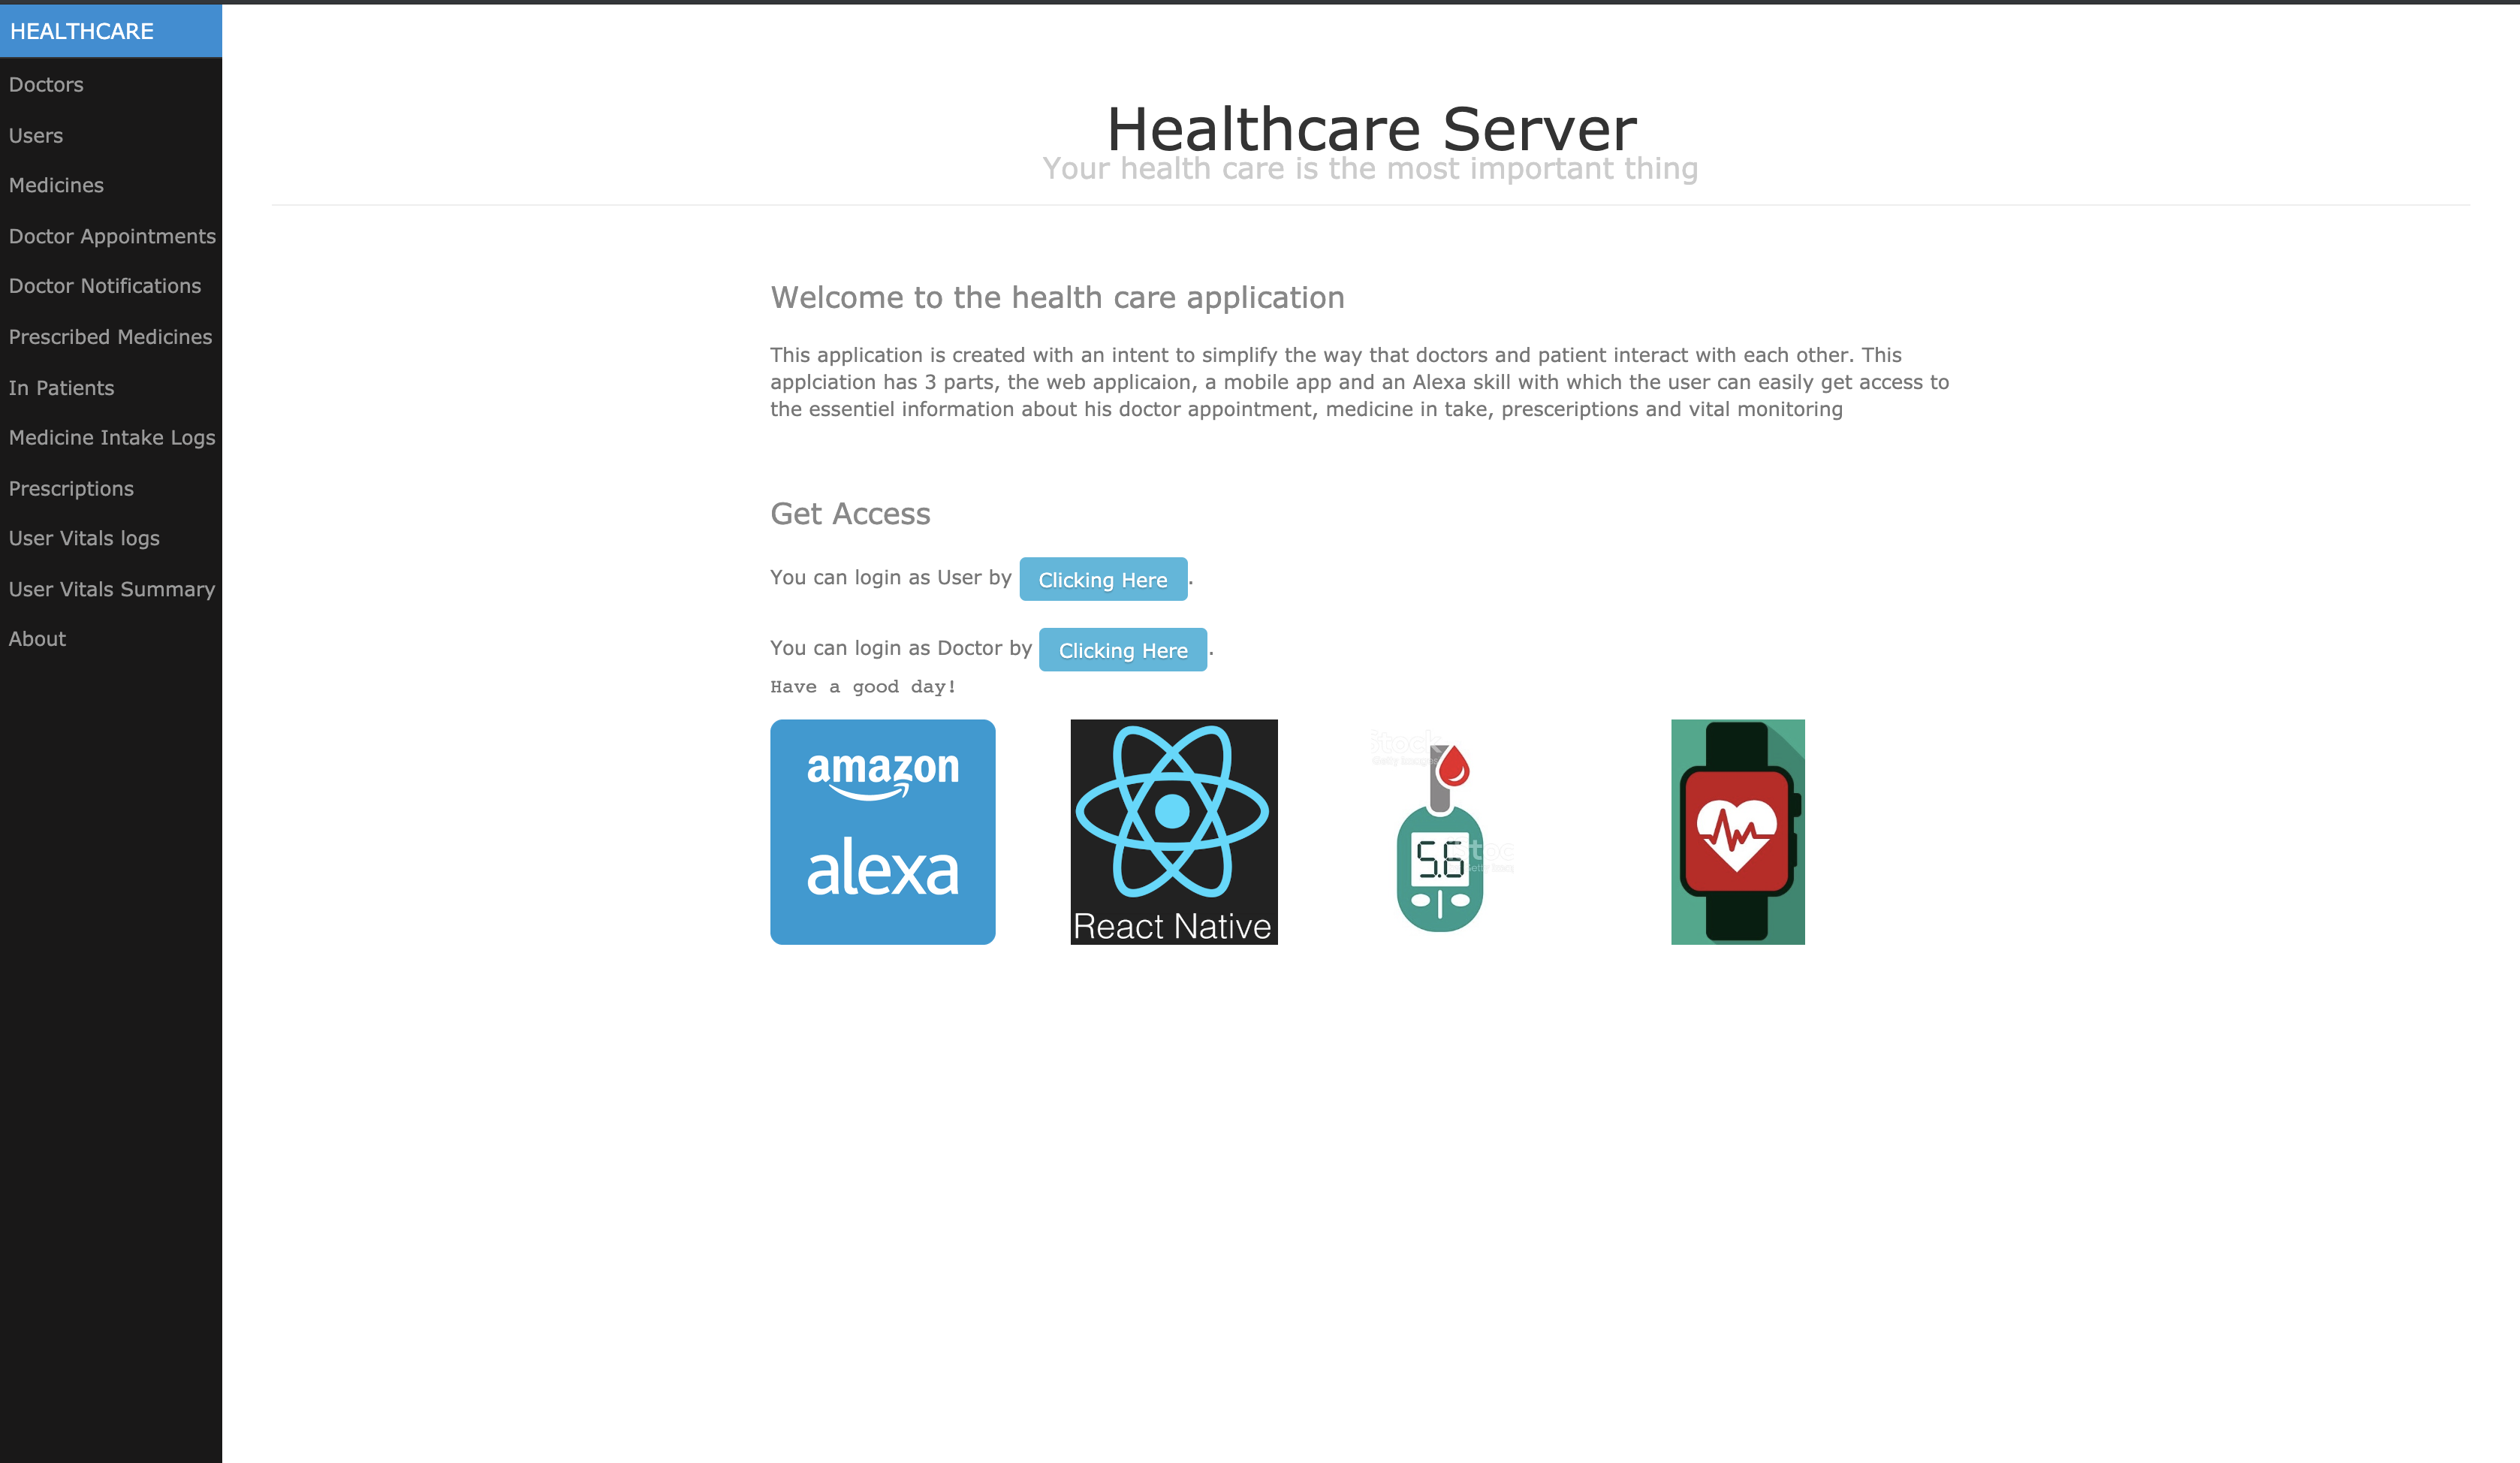 HEALTHCARE
Doctors
Users
Medicines
Doctor Appointments
Doctor Notifications
Prescribed Medicines
In Patients
Medicine Intake Logs
Prescriptions
User Vitals logs
User Vitals Summary
About
Healthcare Server
Your health care is the most important thing
Welcome to the health care application
This application is created with an intent to simplify the way that doctors and patient interact with each other. This
applciation has 3 parts, the web applicaion, a mobile app and an Alexa skill with which the user can easily get access to
the essentiel information about his doctor appointment, medicine in take, presceriptions and vital monitoring
Get Access
You can login as User by Clicking Here.
You can login as Doctor by Clicking Here.
Have a good day!
amazon
alexa
React Native
5.6